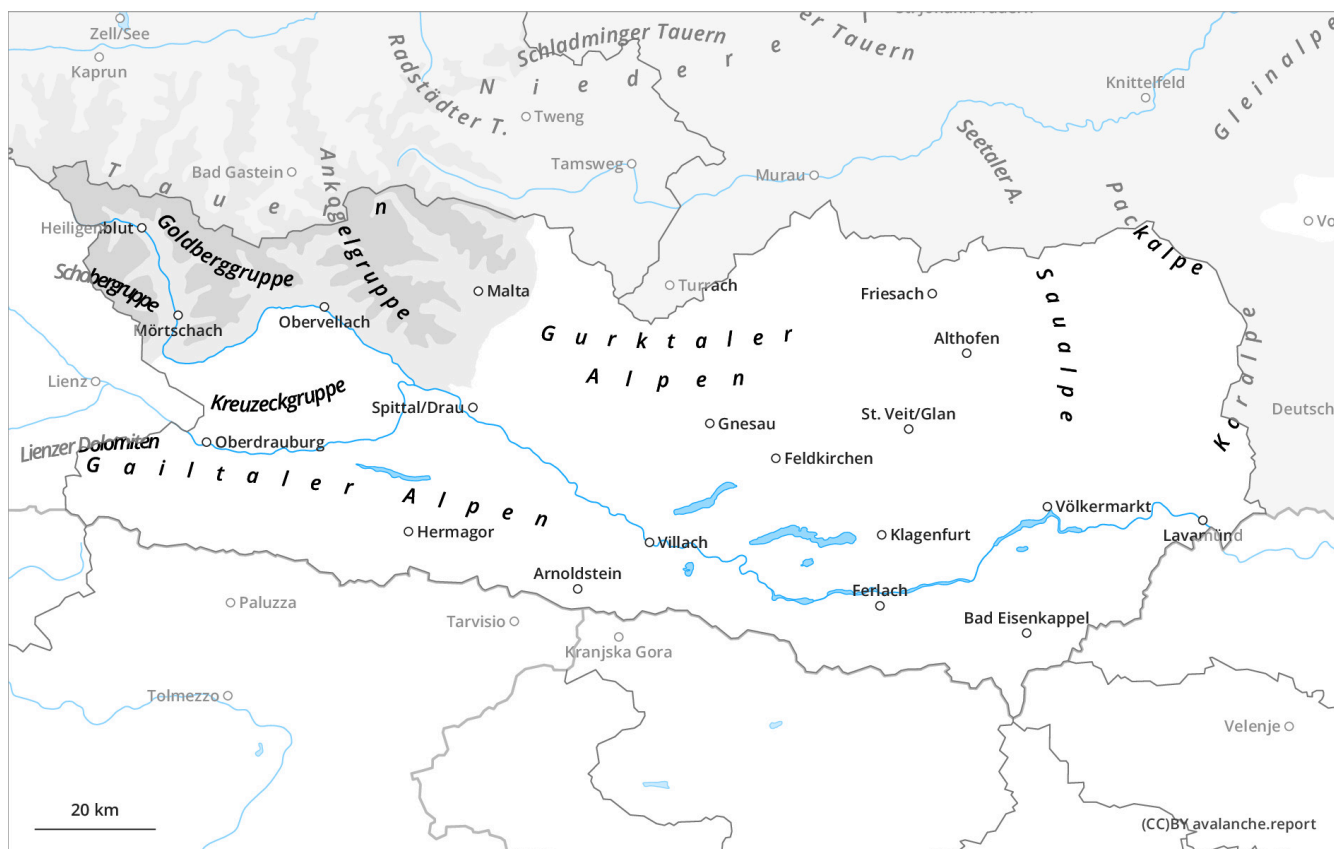 Zell/See
Kaprun
Radstädter T.
Schladminger Tauern
Niedere Tauern
Tweng
Knittelfeld
Gleinalpe
Tamsweg
Murau
Seetaler A.
Bad Gastein
Tauern
Ankogelgruppe
Packalpe
Heiligenblut
Goldberggruppe
Schobergruppe
Mörtschach
Obervellach
Malta
Turrach
Friesach
Saualpe
Althofen
Gurktaler
Alpen
Koralpe
Deutsch
Lienz
Kreuzeckgruppe
Spittal/Drau
Gnesau
St. Veit/Glan
Lienzer Dolomiten
Oberdrauburg
Feldkirchen
Gailtaler Alpen
Hermagor
Villach
Klagenfurt
Völkermarkt
Lavamünd
Arnoldstein
Ferlach
Bad Eisenkappel
Paluzza
Tarvisio
Kranjska Gora
Tolmezzo
Velenje
20 km
(CC)BY avalanche.report